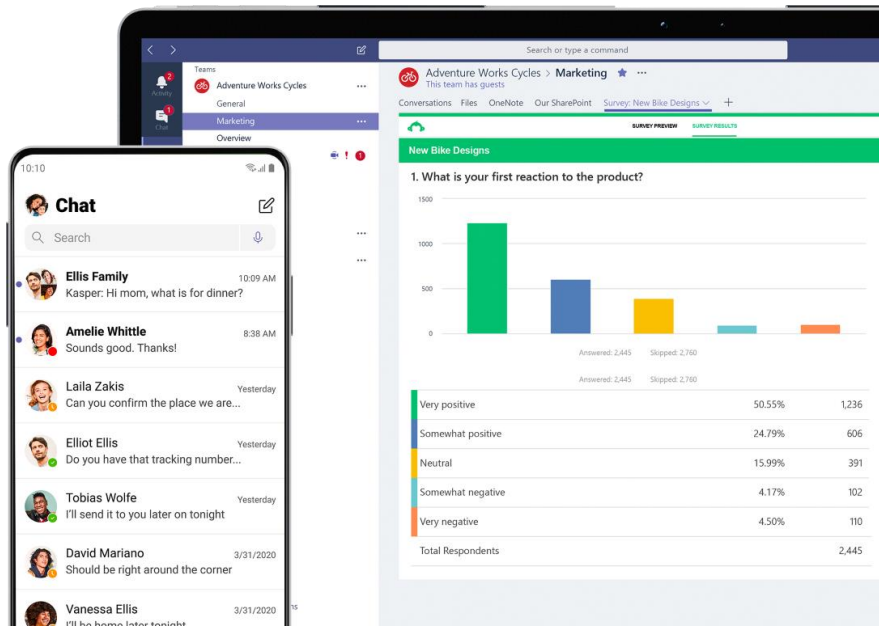 Search or type a command
2
Activity
1
Chat
Teams
Adventure Works Cycles
General
Marketing
Overview
1
Adventure Works Cycles > Marketing
This team has guests
Conversations Files OneNote Our SharePoint Survey: New Bike Designs
SURVEY PREVIEW SURVEY RESULTS
New Bike Designs
1. What is your first reaction to the product?
1500
1000
500
0
Answered: 2,445 Skipped: 2,760
Answered: 2,445 Skipped: 2,760
Very positive 50.55% 1,236
Somewhat positive 24.79% 606
Neutral 15.99% 391
Somewhat negative 4.17% 102
Very negative 4.50% 110
Total Respondents 2,445
10:10
Chat
Search
Ellis Family 10:09 AM
Kasper: Hi mom, what is for dinner?
Amelie Whittle 8:38 AM
Sounds good. Thanks!
Laila Zakis Yesterday
Can you confirm the place we are...
Elliot Ellis Yesterday
Do you have that tracking number...
Tobias Wolfe Yesterday
I'll send it to you later on tonight
David Mariano 3/31/2020
Should be right around the corner
Vanessa Ellis 3/31/2020
I'll be home later tonight